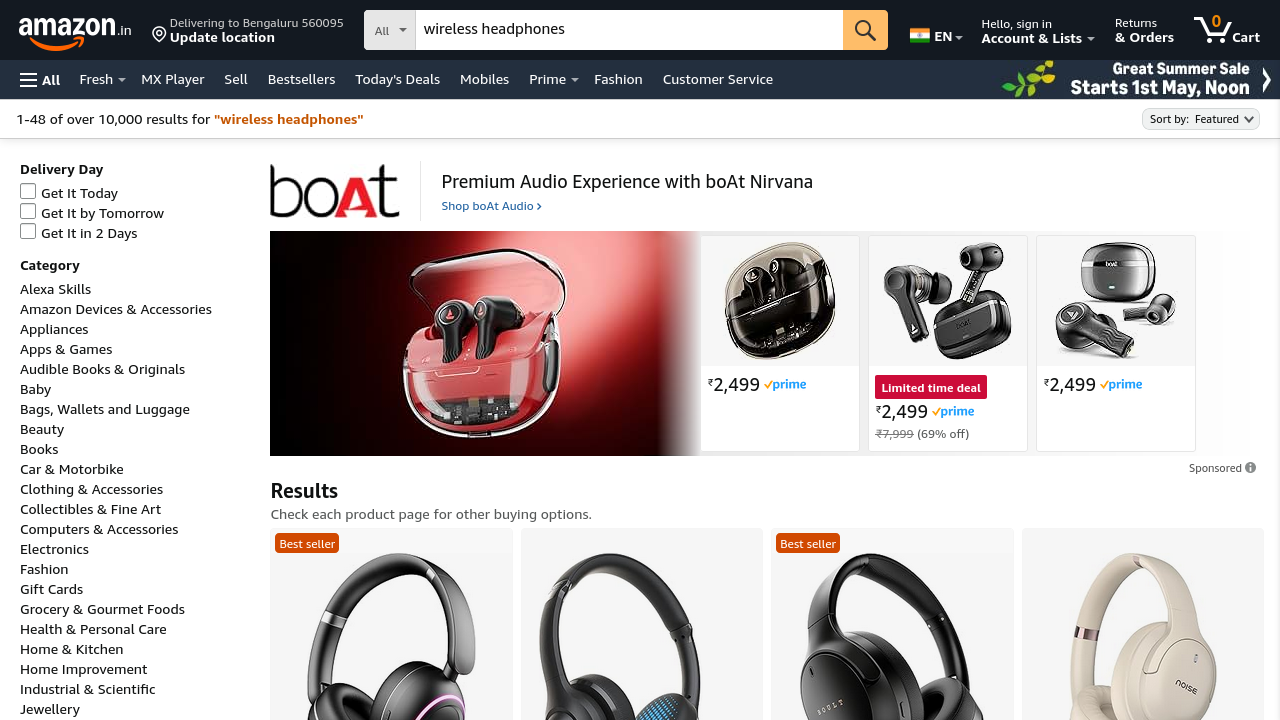 amazon.in
Delivering to Bengaluru 560095
Update location
All
wireless headphones
EN
Hello, sign in
Account & Lists
Returns
& Orders
0
Cart
All
Fresh
MX Player
Sell
Bestsellers
Today's Deals
Mobiles
Prime
Fashion
Customer Service
Great Summer Sale
Starts 1st May, Noon
1-48 of over 10,000 results for "wireless headphones"
Sort by: Featured
Delivery Day
Get It Today
Get It by Tomorrow
Get It in 2 Days
Category
Alexa Skills
Amazon Devices & Accessories
Appliances
Apps & Games
Audible Books & Originals
Baby
Bags, Wallets and Luggage
Beauty
Books
Car & Motorbike
Clothing & Accessories
Collectibles & Fine Art
Computers & Accessories
Electronics
Fashion
Gift Cards
Grocery & Gourmet Foods
Health & Personal Care
Home & Kitchen
Home Improvement
Industrial & Scientific
Jewellery
boAt
Premium Audio Experience with boAt Nirvana
Shop boAt Audio ›
₹2,499 prime
boAt
Limited time deal
₹2,499 prime
₹7,999 (69% off)
boAt
₹2,499 prime
Sponsored
Results
Check each product page for other buying options.
Best seller
Best seller
BOULT
NOISE